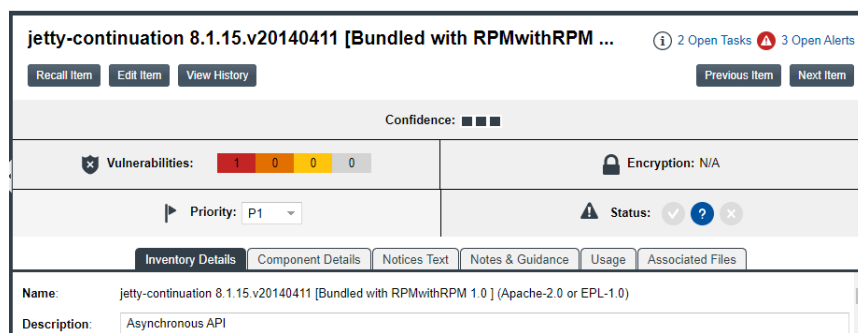 jetty-continuation 8.1.15.v20140411 [Bundled with RPMwithRPM ...
i 2 Open Tasks 3 Open Alerts
Recall Item Edit Item View History Previous Item Next Item
Confidence:
Vulnerabilities: 1 0 0 0 Encryption: N/A
Priority: P1 Status: ?
Inventory Details Component Details Notices Text Notes & Guidance Usage Associated Files
Name: jetty-continuation 8.1.15.v20140411 [Bundled with RPMwithRPM 1.0 ] (Apache-2.0 or EPL-1.0)
Description: Asynchronous API